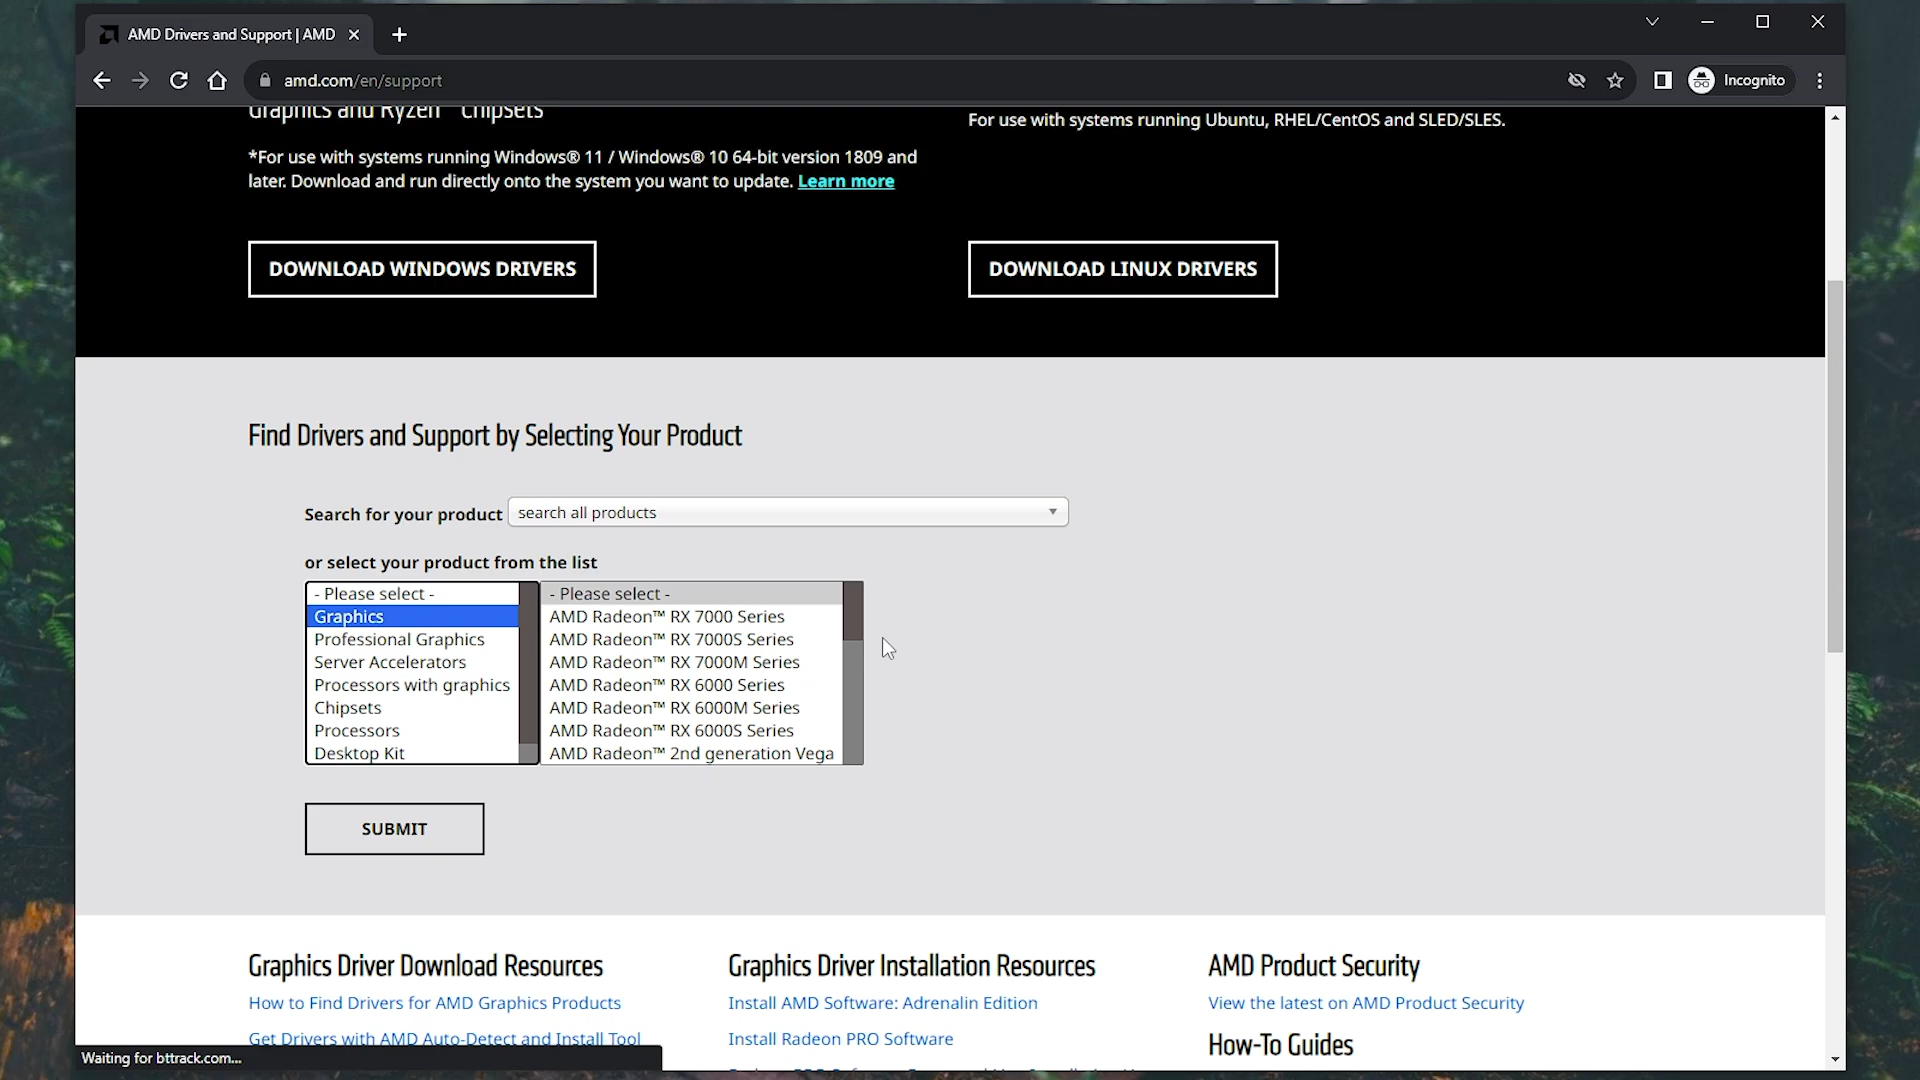 AMD Drivers and Support | AMD
amd.com/en/support
Incognito
Graphics and Ryzen™ Chipsets
For use with systems running Ubuntu, RHEL/CentOS and SLED/SLES.
*For use with systems running Windows® 11 / Windows® 10 64-bit version 1809 and
later. Download and run directly onto the system you want to update. Learn more
DOWNLOAD WINDOWS DRIVERS
DOWNLOAD LINUX DRIVERS
Find Drivers and Support by Selecting Your Product
Search for your product
search all products
or select your product from the list
- Please select -
Graphics
Professional Graphics
Server Accelerators
Processors with graphics
Chipsets
Processors
Desktop Kit
- Please select -
AMD Radeon™ RX 7000 Series
AMD Radeon™ RX 7000S Series
AMD Radeon™ RX 7000M Series
AMD Radeon™ RX 6000 Series
AMD Radeon™ RX 6000M Series
AMD Radeon™ RX 6000S Series
AMD Radeon™ 2nd generation Vega
SUBMIT
Graphics Driver Download Resources
How to Find Drivers for AMD Graphics Products
Get Drivers with AMD Auto-Detect and Install Tool
Graphics Driver Installation Resources
Install AMD Software: Adrenalin Edition
Install Radeon PRO Software
AMD Product Security
View the latest on AMD Product Security
How-To Guides
Waiting for bttrack.com...